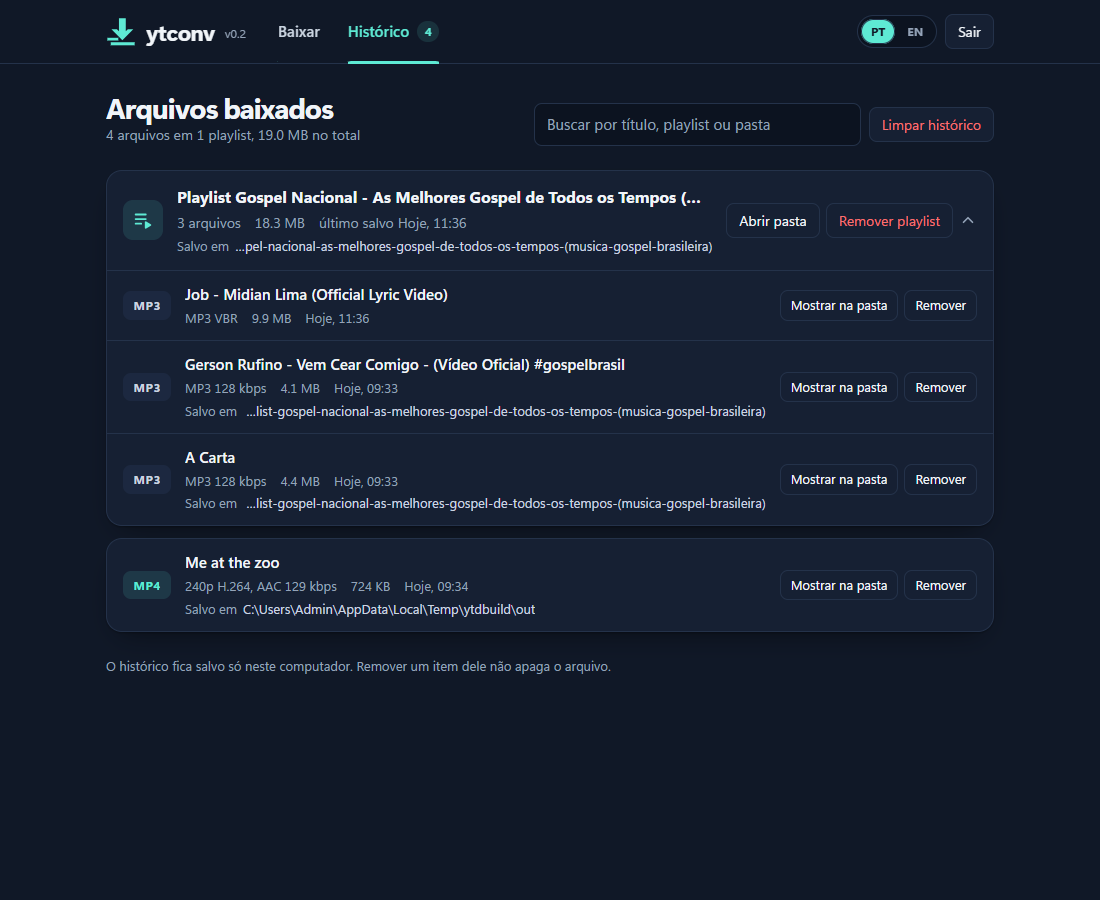 ytconv v0.2 Baixar Histórico 4 PT EN Sair
Arquivos baixados
4 arquivos em 1 playlist, 19.0 MB no total
Buscar por título, playlist ou pasta
Limpar histórico
Playlist Gospel Nacional - As Melhores Gospel de Todos os Tempos (...
3 arquivos 18.3 MB último salvo Hoje, 11:36
Salvo em ...pel-nacional-as-melhores-gospel-de-todos-os-tempos-(musica-gospel-brasileira)
Abrir pasta Remover playlist
MP3
Job - Midian Lima (Official Lyric Video)
MP3 VBR 9.9 MB Hoje, 11:36
Mostrar na pasta Remover
MP3
Gerson Rufino - Vem Cear Comigo - (Vídeo Oficial) #gospelbrasil
MP3 128 kbps 4.1 MB Hoje, 09:33
Salvo em ...list-gospel-nacional-as-melhores-gospel-de-todos-os-tempos-(musica-gospel-brasileira)
Mostrar na pasta Remover
MP3
A Carta
MP3 128 kbps 4.4 MB Hoje, 09:33
Salvo em ...list-gospel-nacional-as-melhores-gospel-de-todos-os-tempos-(musica-gospel-brasileira)
Mostrar na pasta Remover
MP4
Me at the zoo
240p H.264, AAC 129 kbps 724 KB Hoje, 09:34
Salvo em C:\Users\Admin\AppData\Local\Temp\ytdbuild\out
Mostrar na pasta Remover
O histórico fica salvo só neste computador. Remover um item dele não apaga o arquivo.